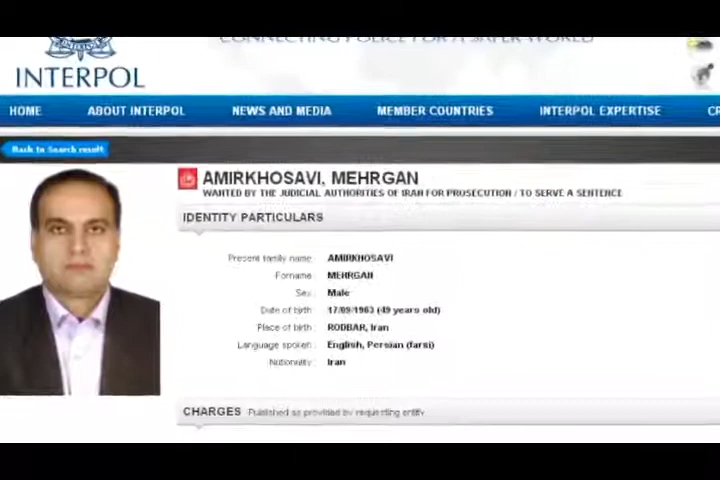 CONNECTING POLICE FOR A SAFER WORLD
INTERPOL
HOME ABOUT INTERPOL NEWS AND MEDIA MEMBER COUNTRIES INTERPOL EXPERTISE
Back to Search result
AMIRKHOSAVI, MEHRGAN
WANTED BY THE JUDICIAL AUTHORITIES OF IRAN FOR PROSECUTION / TO SERVE A SENTENCE
IDENTITY PARTICULARS
Present family name: AMIRKHOSAVI
Forname: MEHRGAN
Sex: Male
Date of birth: 17/09/1963 (49 years old)
Place of birth: RODBAR, Iran
Language spoken: English, Persian (farsi)
Nationality: Iran
CHARGES Published as provided by requesting entity